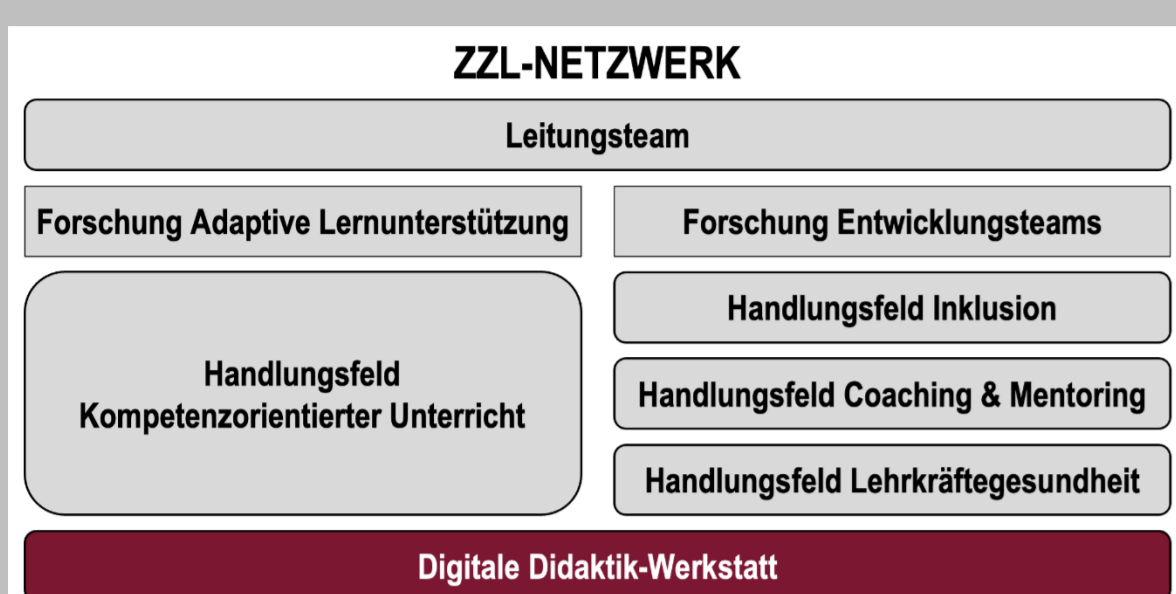 ZZL-NETZWERK
Leitungsteam
Forschung Adaptive Lernunterstützung
Forschung Entwicklungsteams
Handlungsfeld
Kompetenzorientierter Unterricht
Handlungsfeld Inklusion
Handlungsfeld Coaching & Mentoring
Handlungsfeld Lehrkräftegesundheit
Digitale Didaktik-Werkstatt